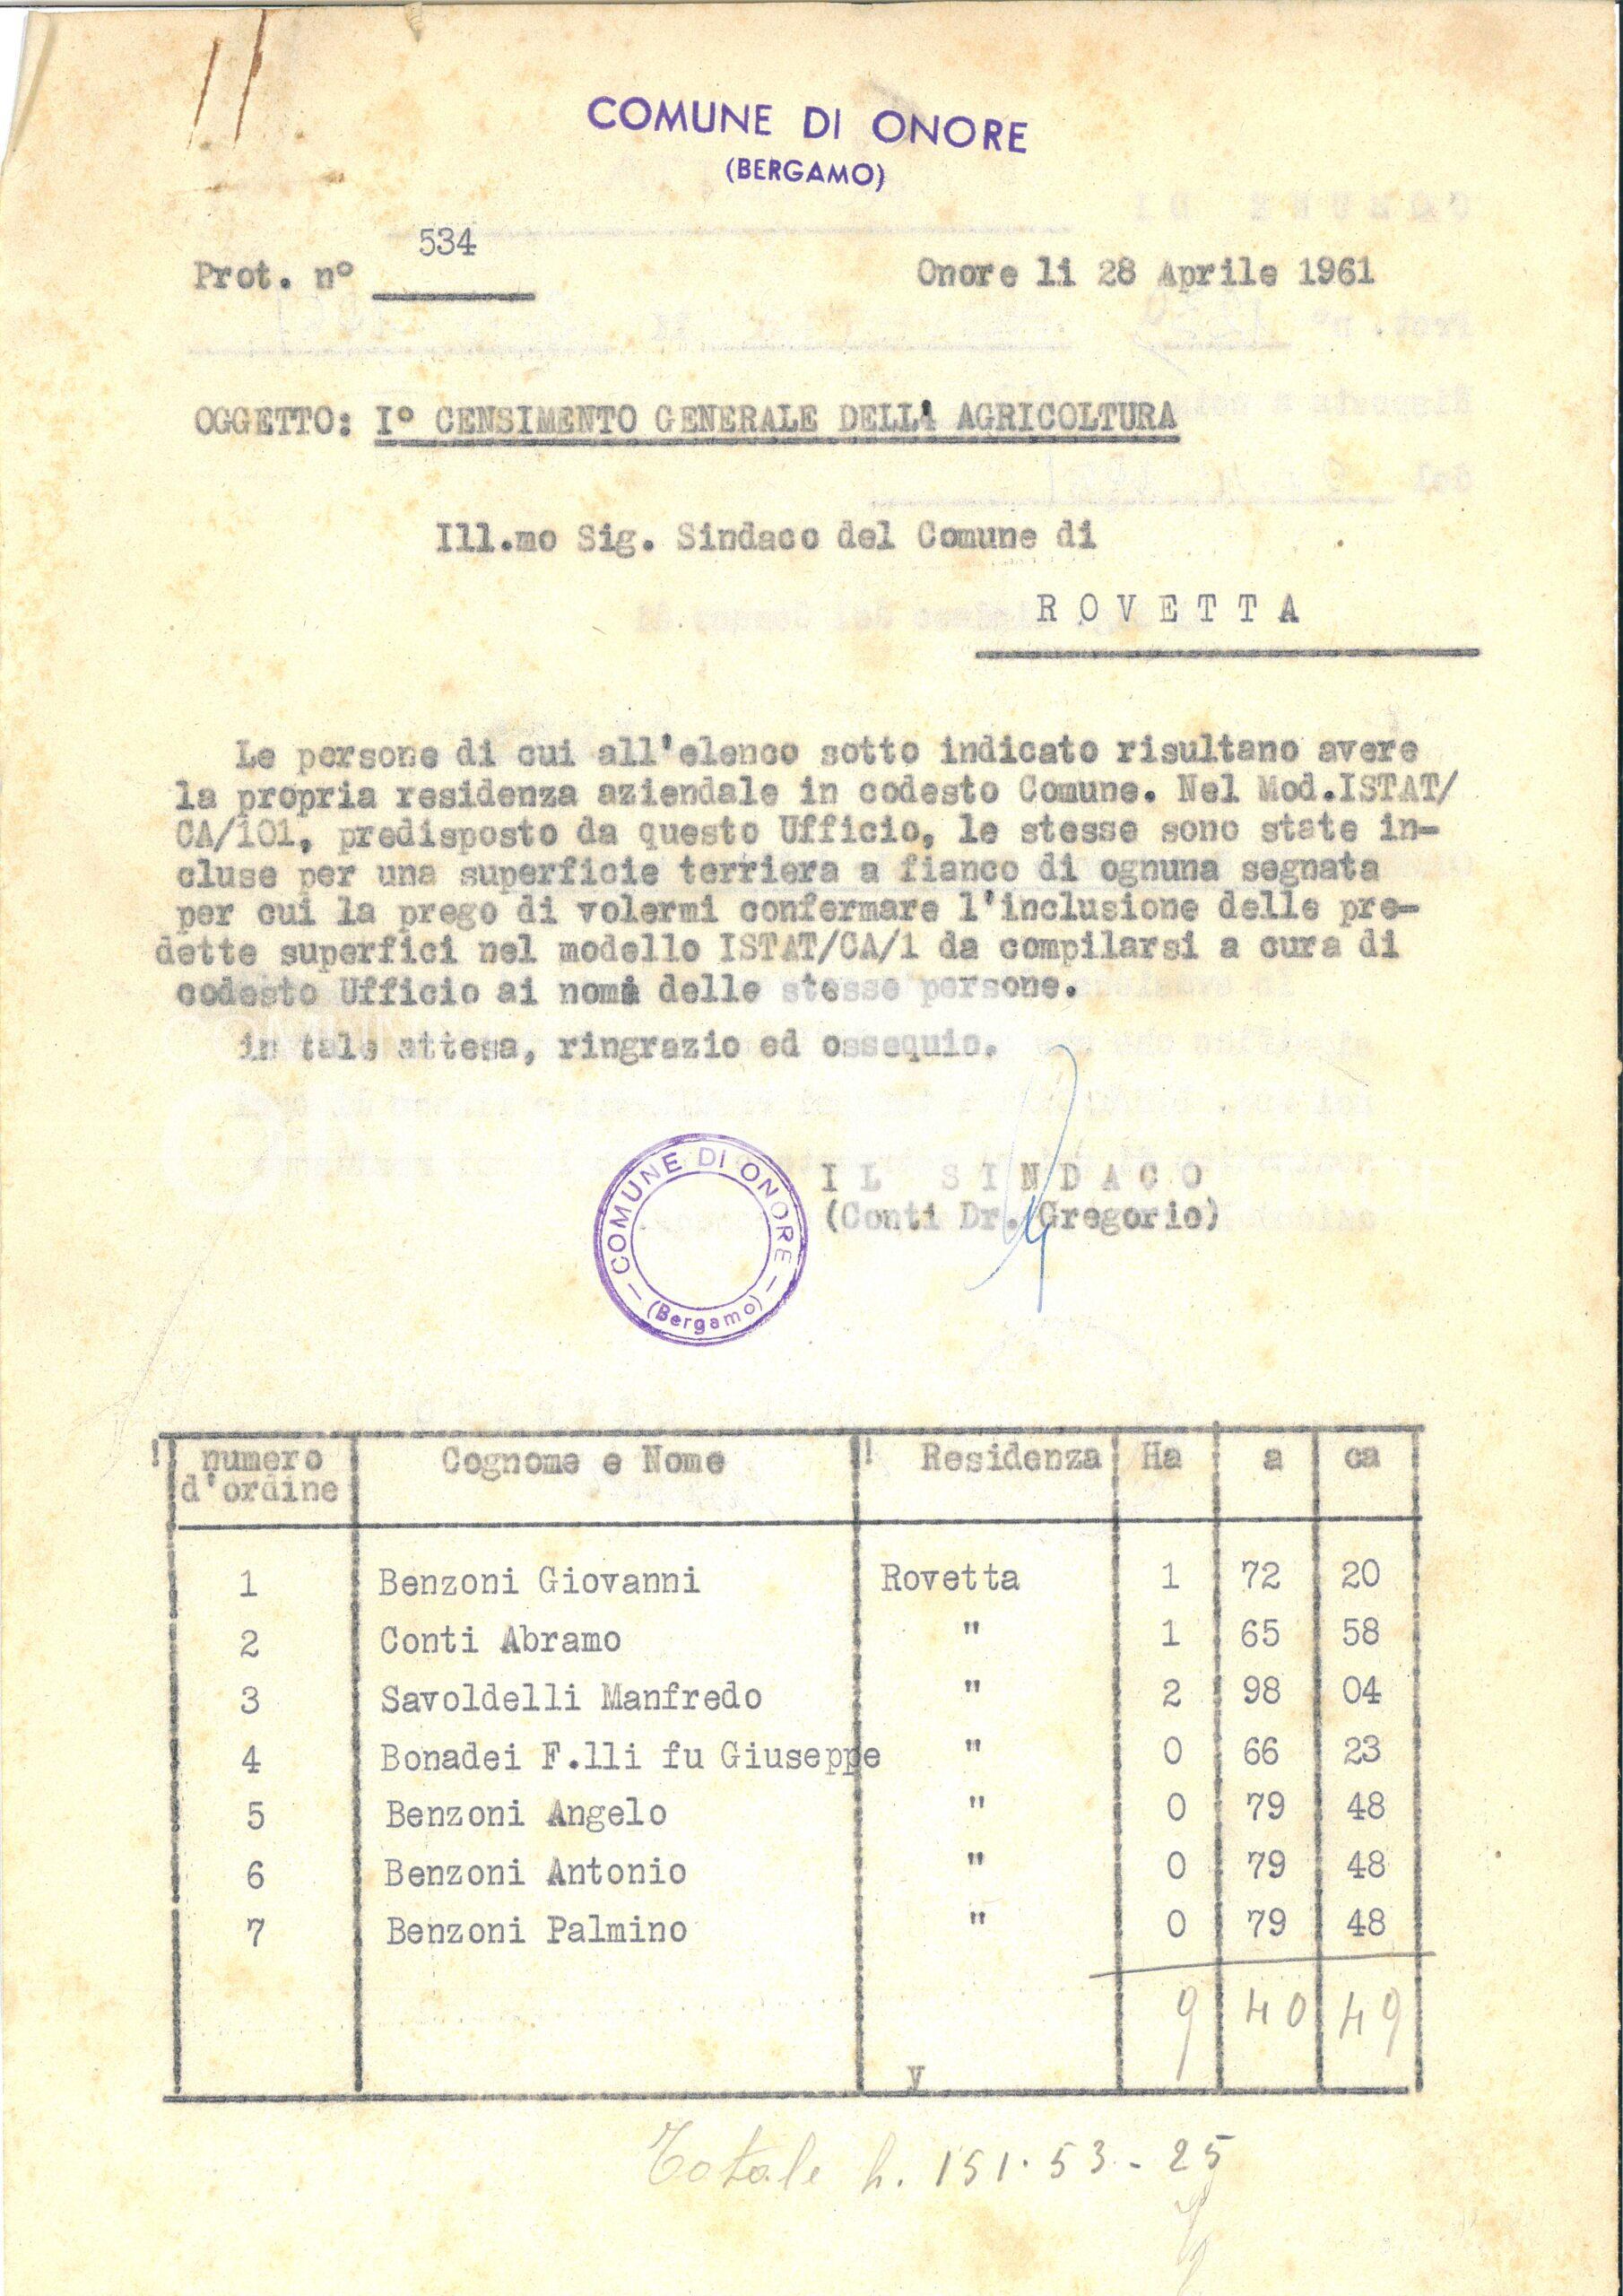 COMUNE DI ONORE
(BERGAMO)
Prot. n° 534
Onore li 28 Aprile 1961
OGGETTO: I° CENSIMENTO GENERALE DELL' AGRICOLTURA
Ill.mo Sig. Sindaco del Comune di
ROVETTA
Le persone di cui all'elenco sotto indicato risultano avere
la propria residenza aziendale in codesto Comune. Nel Mod.ISTAT/
CA/101, predisposto da questo Ufficio, le stesse sono state in-
cluse per una superficie terriera a fianco di ognuna segnata
per cui la prego di volermi confermare l'inclusione delle pre-
dette superfici nel modello ISTAT/CA/1 da compilarsi a cura di
codesto Ufficio ai nomi delle stesse persone.
in tale attesa, ringrazio ed ossequio.
COMUNE DI ONORE
(Bergamo)
IL SINDACO
(Conti Dr. Gregorio)
numero d'ordine Cognome e Nome Residenza Ha a ca
1 Benzoni Giovanni Rovetta 1 72 20
2 Conti Abramo " 1 65 58
3 Savoldelli Manfredo " 2 98 04
4 Bonadei F.lli fu Giuseppe " 0 66 23
5 Benzoni Angelo " 0 79 48
6 Benzoni Antonio " 0 79 48
7 Benzoni Palmino " 0 79 48
9 40 49
V
Totale h. 151.53-25